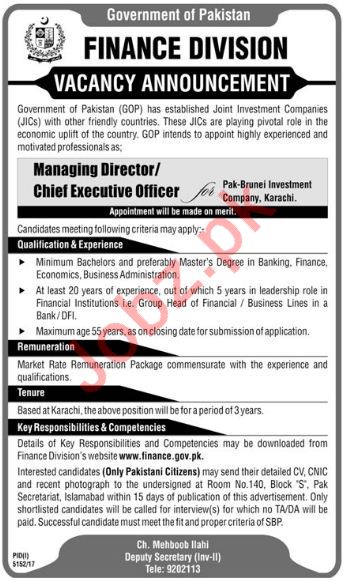 Government of Pakistan
FINANCE DIVISION
VACANCY ANNOUNCEMENT
Government of Pakistan (GOP) has established Joint Investment Companies
(JICs) with other friendly countries. These JICs are playing pivotal role in the
economic uplift of the country. GOP intends to appoint highly experienced and
motivated professionals as;
Managing Director/
Chief Executive Officer for Pak-Brunei Investment
Company, Karachi.
Appointment will be made on merit.
Candidates meeting following criteria may apply:-
Qualification & Experience
Minimum Bachelors and preferably Master's Degree in Banking, Finance,
Economics, Business Administration.
At least 20 years of experience, out of which 5 years in leadership role in
Financial Institutions i.e. Group Head of Financial / Business Lines in a
Bank / DFI.
Maximum age 55 years, as on closing date for submission of application.
Remuneration
Market Rate Remuneration Package commensurate with the experience and
qualifications.
Tenure
Based at Karachi, the above position will be for a period of 3 years.
Key Responsibilities & Competencies
Details of Key Responsibilities and Competencies may be downloaded from
Finance Division's website www.finance.gov.pk.
Interested candidates (Only Pakistani Citizens) may send their detailed CV, CNIC
and recent photograph to the undersigned at Room No.140, Block "S", Pak
Secretariat, Islamabad within 15 days of publication of this advertisement. Only
shortlisted candidates will be called for interview(s) for which no TA/DA will be
paid. Successful candidate must meet the fit and proper criteria of SBP.
PID(I)
5152/17
Ch. Mehboob Ilahi
Deputy Secretary (Inv-II)
Tele: 9202113
Jobz.pk